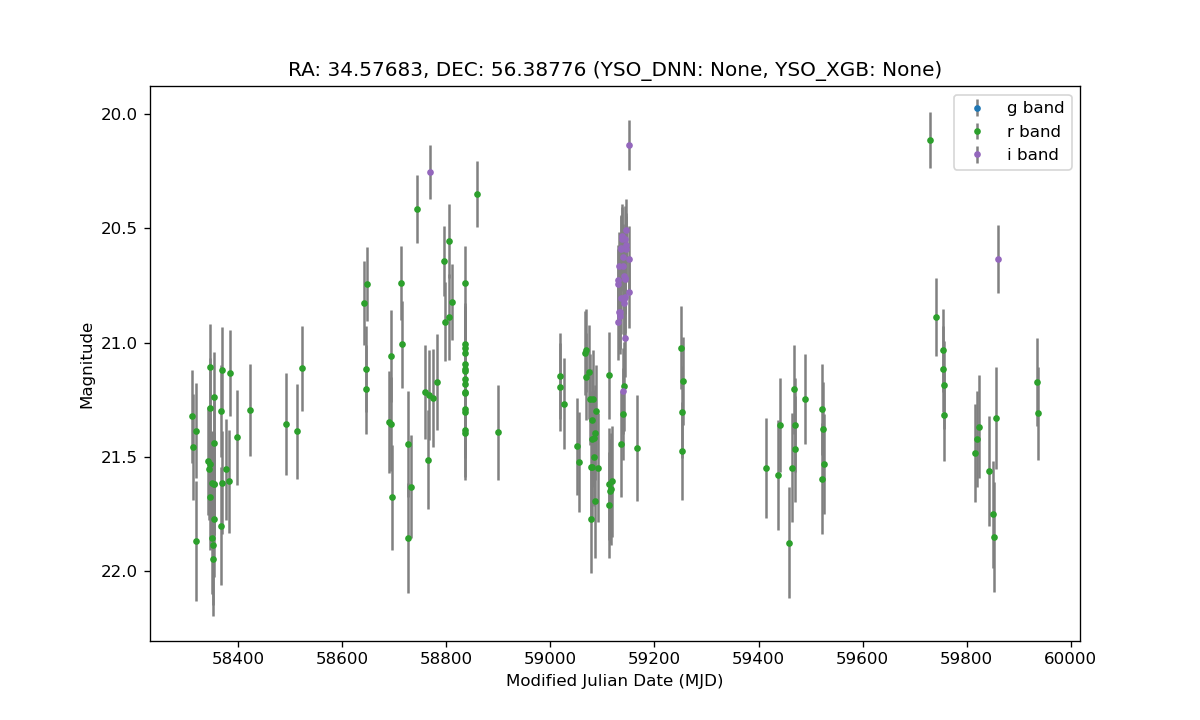 RA: 34.57683, DEC: 56.38776 (YSO_DNN: None, YSO_XGB: None)
g band
r band
i band
20.0
20.5
21.0
21.5
22.0
Magnitude
58400 58600 58800 59000 59200 59400 59600 59800 60000
Modified Julian Date (MJD)